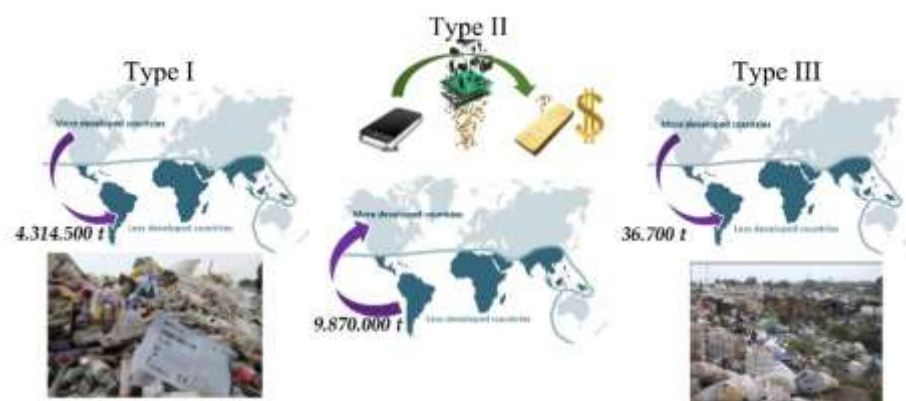 Type I
More developed countries
Less developed countries
4.314.500 t
Type II
$
More developed countries
Less developed countries
9.870.000 t
Type III
More developed countries
Less developed countries
36.700 t